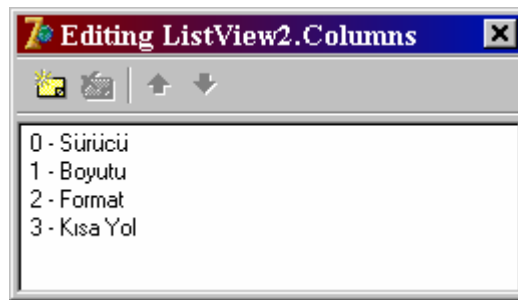 Editing ListView2.Columns
0 - Sürücü
1 - Boyutu
2 - Format
3 - Kısa Yol